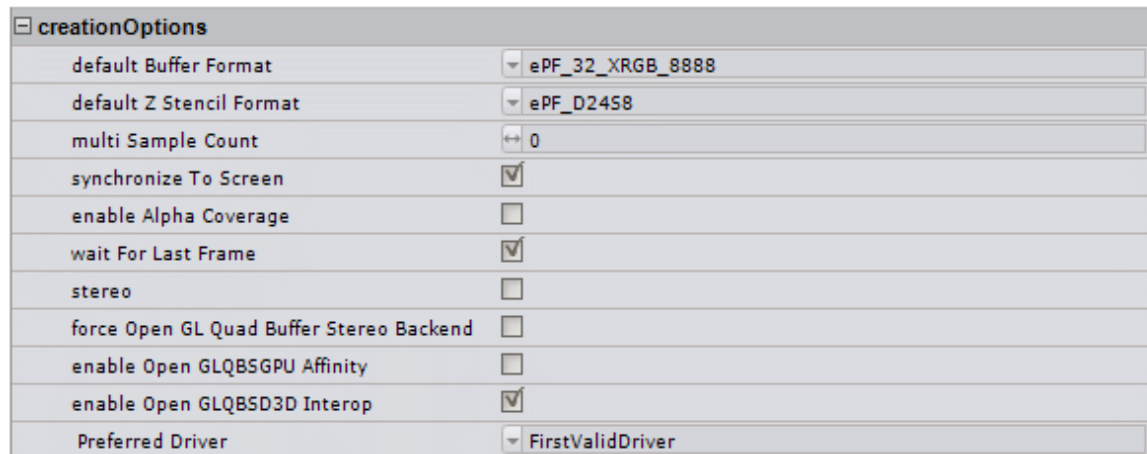 creationOptions
default Buffer Format ePF_32_XRGB_8888
default Z Stencil Format ePF_D24S8
multi Sample Count 0
synchronize To Screen
enable Alpha Coverage
wait For Last Frame
stereo
force Open GL Quad Buffer Stereo Backend
enable Open GLQBSGPU Affinity
enable Open GLQBSD3D Interop
Preferred Driver FirstValidDriver